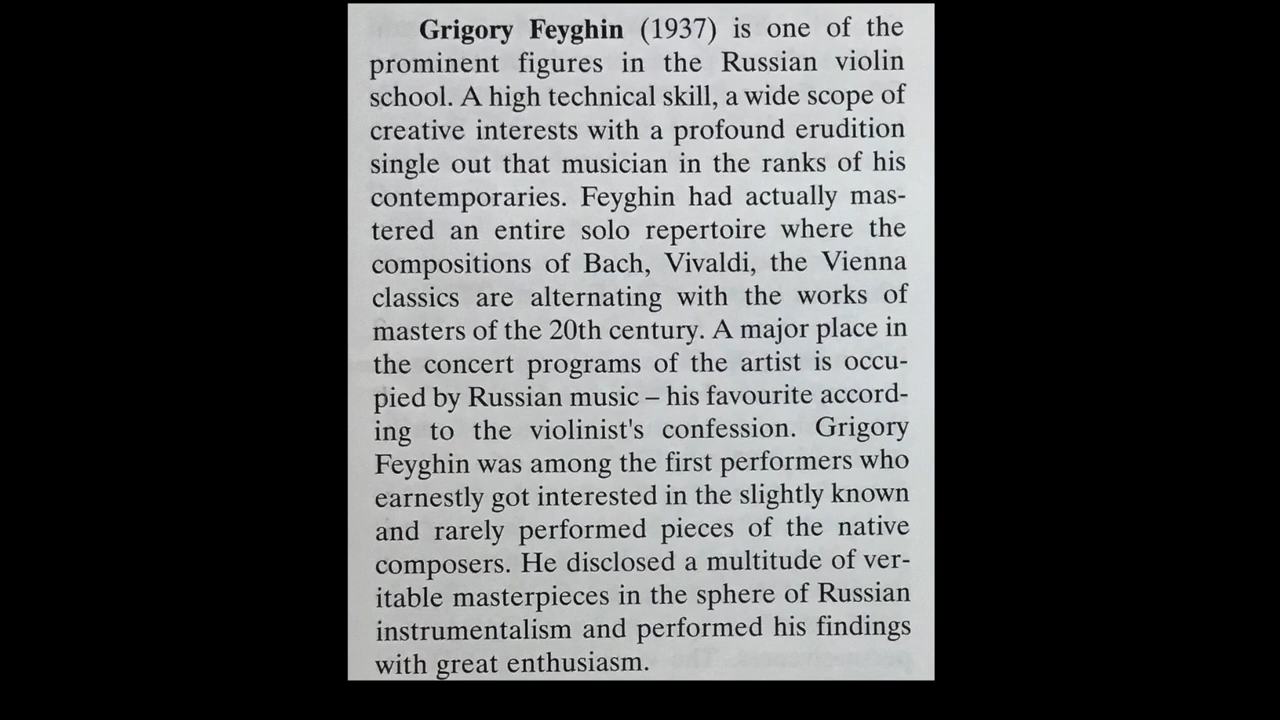 Grigory Feyghin (1937) is one of the
prominent figures in the Russian violin
school. A high technical skill, a wide scope of
creative interests with a profound erudition
single out that musician in the ranks of his
contemporaries. Feyghin had actually mas-
tered an entire solo repertoire where the
compositions of Bach, Vivaldi, the Vienna
classics are alternating with the works of
masters of the 20th century. A major place in
the concert programs of the artist is occu-
pied by Russian music – his favourite accord-
ing to the violinist's confession. Grigory
Feyghin was among the first performers who
earnestly got interested in the slightly known
and rarely performed pieces of the native
composers. He disclosed a multitude of ver-
itable masterpieces in the sphere of Russian
instrumentalism and performed his findings
with great enthusiasm.